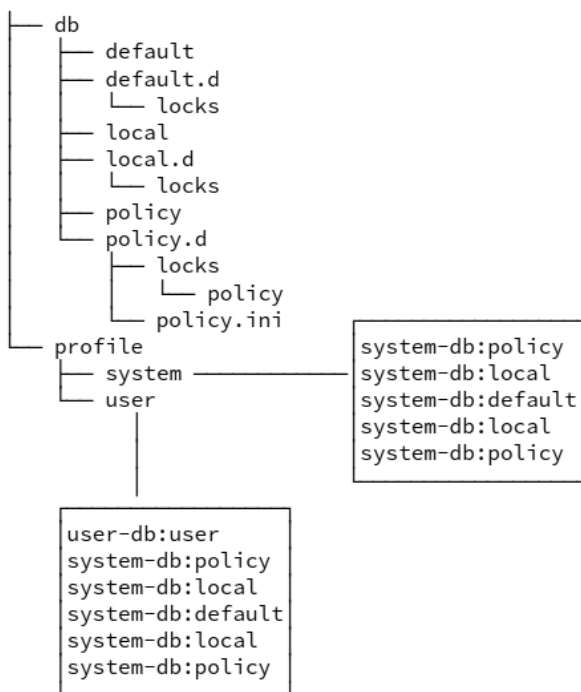 db
default
default.d
locks
local
local.d
locks
policy
policy.d
locks
policy
policy.ini
profile
system
user
system-db:policy
system-db:local
system-db:default
system-db:local
system-db:policy
user-db:user
system-db:policy
system-db:local
system-db:default
system-db:local
system-db:policy